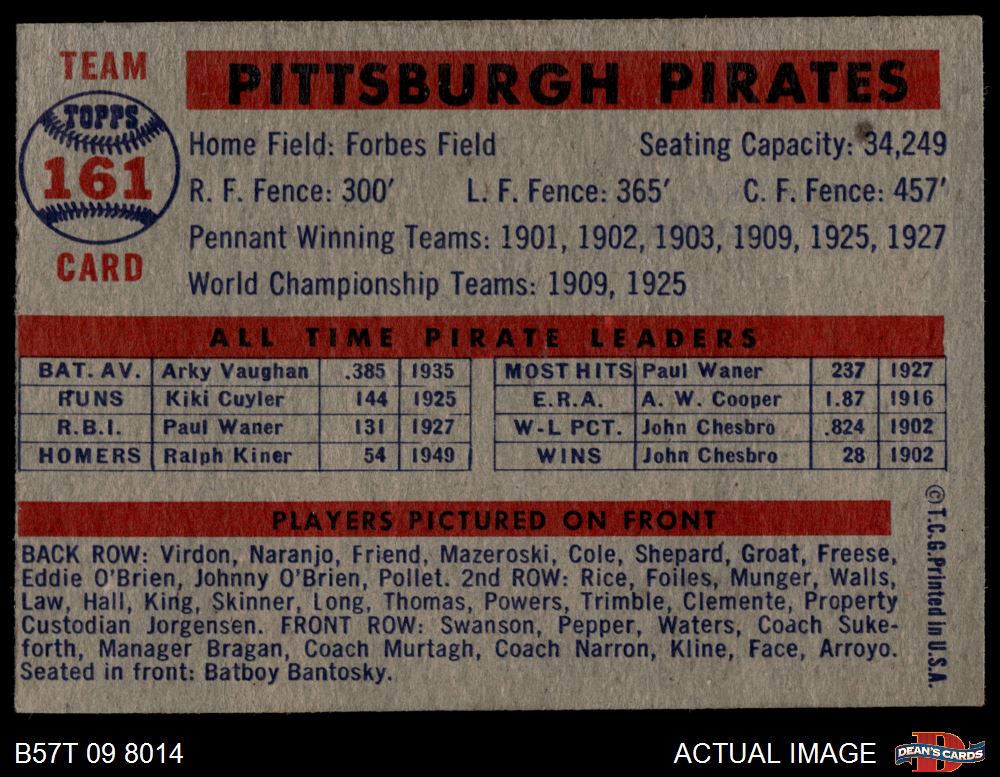 TEAM
TOPPS
161
CARD
PITTSBURGH PIRATES
Home Field: Forbes Field Seating Capacity: 34,249
R. F. Fence: 300′ L. F. Fence: 365′ C. F. Fence: 457′
Pennant Winning Teams: 1901, 1902, 1903, 1909, 1925, 1927
World Championship Teams: 1909, 1925
ALL TIME PIRATE LEADERS
BAT. AV. Arky Vaughan .385 1935 MOST HITS Paul Waner 237 1927
RUNS Kiki Cuyler 144 1925 E.R.A. A. W. Cooper 1.87 1916
R.B.I. Paul Waner 131 1927 W-L PCT. John Chesbro .824 1902
HOMERS Ralph Kiner 54 1949 WINS John Chesbro 28 1902
PLAYERS PICTURED ON FRONT
BACK ROW: Virdon, Naranjo, Friend, Mazeroski, Cole, Shepard, Groat, Freese,
Eddie O'Brien, Johnny O'Brien, Pollet. 2nd ROW: Rice, Foiles, Munger, Walls,
Law, Hall, King, Skinner, Long, Thomas, Powers, Trimble, Clemente, Property
Custodian Jorgensen. FRONT ROW: Swanson, Pepper, Waters, Coach Suke-
forth, Manager Bragan, Coach Murtagh, Coach Narron, Kline, Face, Arroyo.
Seated in front: Batboy Bantosky.
© T.C.G. Printed in U.S.A.
B57T 09 8014 ACTUAL IMAGE
DEAN'S CARDS